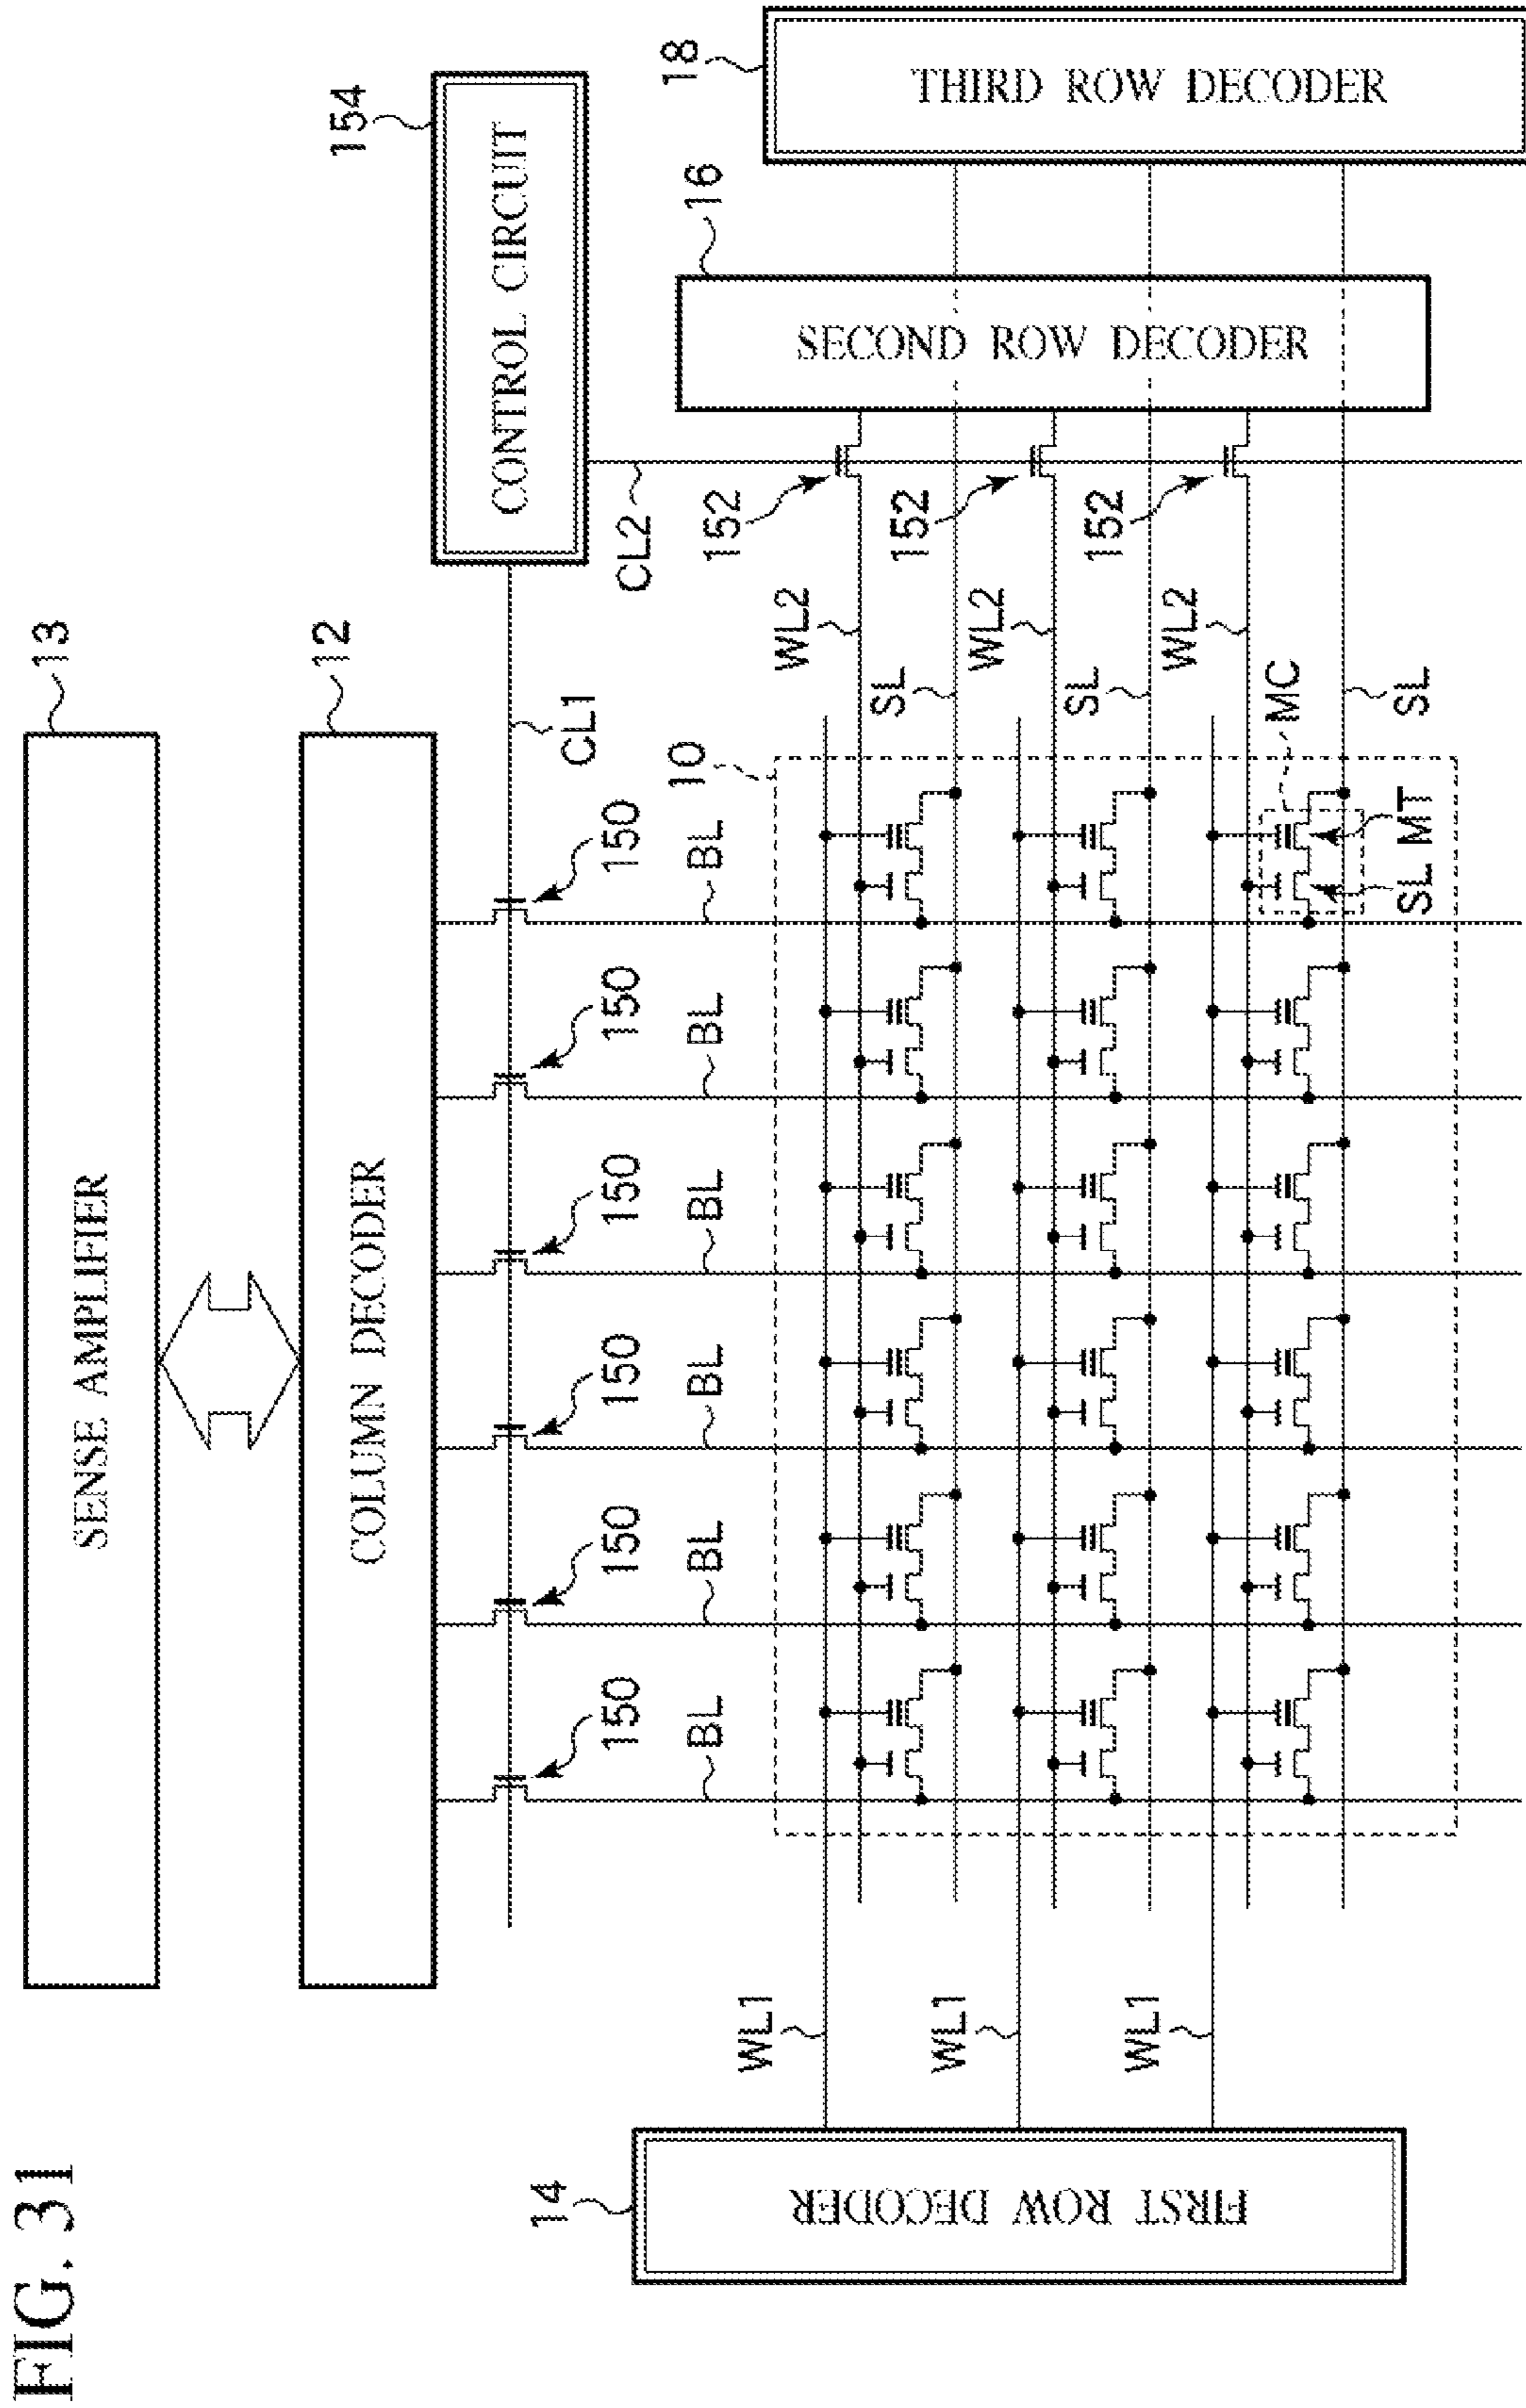 FIG. 31
13
SENSE AMPLIFIER
12
COLUMN DECODER
154
CONTROL CIRCUIT
CL1
CL2
150
150
150
150
150
150
BL
BL
BL
BL
BL
BL
10
18
THIRD ROW DECODER
16
SECOND ROW DECODER
152
152
152
WL2
SL
WL2
SL
WL2
MC
SL
SL MT
WL1
WL1
WL1
14
FIRST ROW DECODER